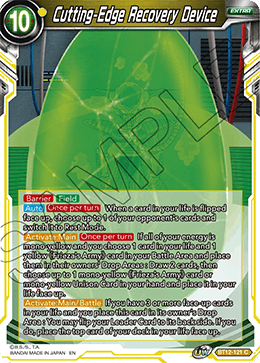 10
Cutting-Edge Recovery Device
EXTRA
Barrier Field
Auto Once per turn When a card in your life is flipped
face up, choose up to 1 of your opponent's cards and
switch it to Rest Mode.
Activate Main Once per turn If all of your energy is
mono-yellow and you choose 1 card in your life and 1
yellow ‹Frieza's Army› card in your Battle Area and place
them in their owners' Drop Areas: Draw 2 cards, then
choose up to 1 mono-yellow ‹Frieza's Army› card or
mono-yellow Unison Card in your hand and place it in your
life face up.
Activate Main/Battle If you have 3 or more face-up cards
in your life and you place this card in its owner's Drop
Area: You may flip your Leader Card to its backside. If you
do, place the top card of your deck in your life face up.
BANDAI MADE IN JAPAN EN
BT12-121 C
SAMPLE